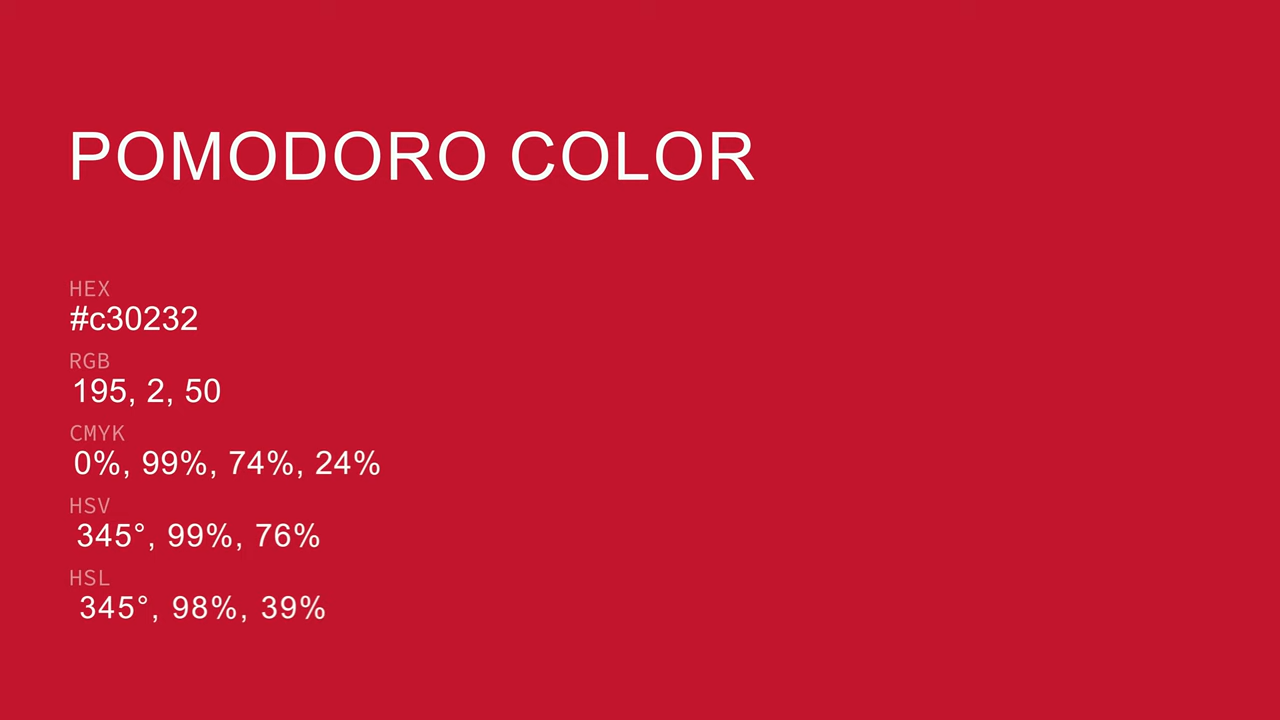 POMODORO COLOR
HEX
#c30232
RGB
195, 2, 50
CMYK
0%, 99%, 74%, 24%
HSV
345°, 99%, 76%
HSL
345°, 98%, 39%